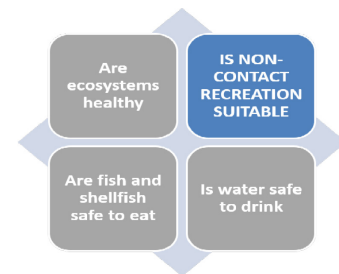 Are
ecosystems
healthy
IS NON-
CONTACT
RECREATION
SUITABLE
Are fish and
shellfish
safe to eat
Is water safe
to drink